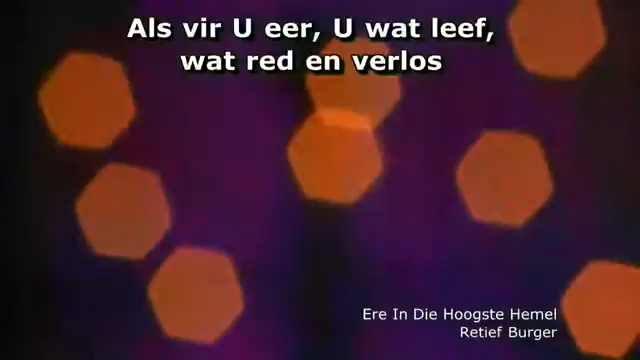 Als vir U eer, U wat leef,
wat red en verlos
Ere In Die Hoogste Hemel
Retief Burger